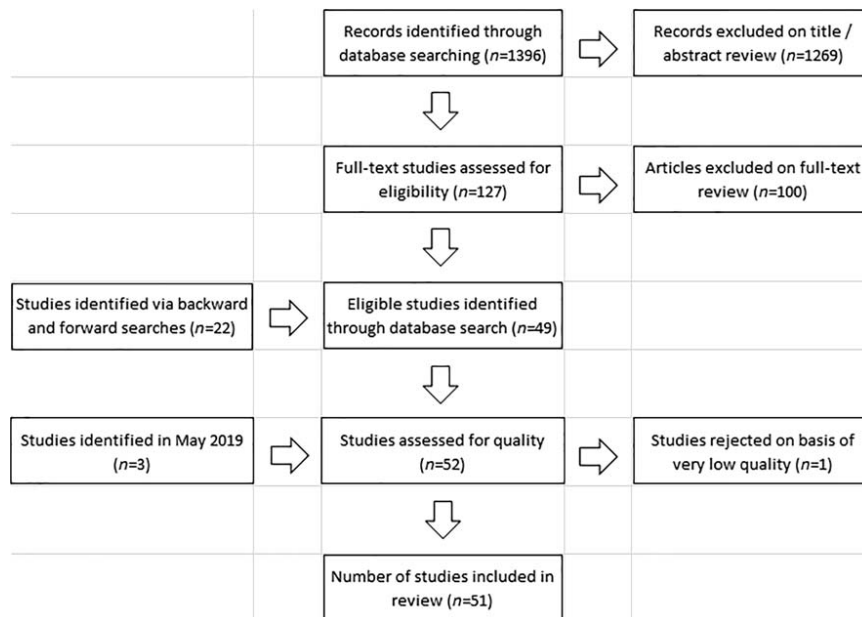 Records identified through
database searching (n=1396)
Records excluded on title /
abstract review (n=1269)
Full-text studies assessed for
eligibility (n=127)
Articles excluded on full-text
review (n=100)
Studies identified via backward
and forward searches (n=22)
Eligible studies identified
through database search (n=49)
Studies identified in May 2019
(n=3)
Studies assessed for quality
(n=52)
Studies rejected on basis of
very low quality (n=1)
Number of studies included in
review (n=51)